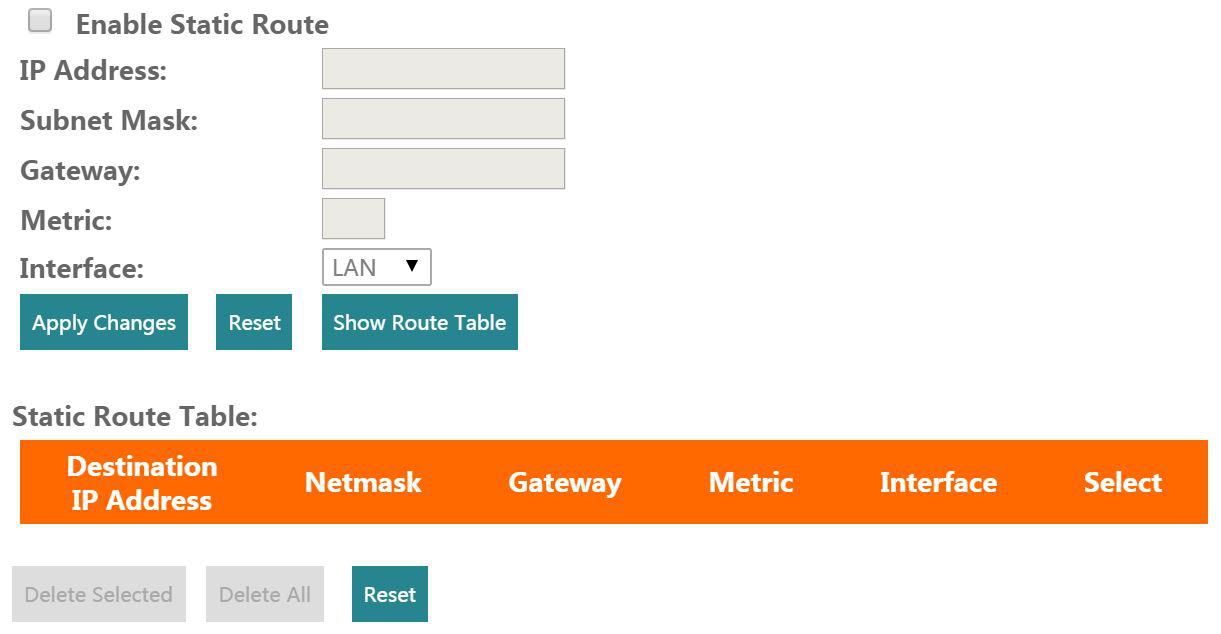 Enable Static Route
IP Address:
Subnet Mask:
Gateway:
Metric:
Interface: LAN
Apply Changes Reset Show Route Table
Static Route Table:
Destination IP Address Netmask Gateway Metric Interface Select
Delete Selected Delete All Reset